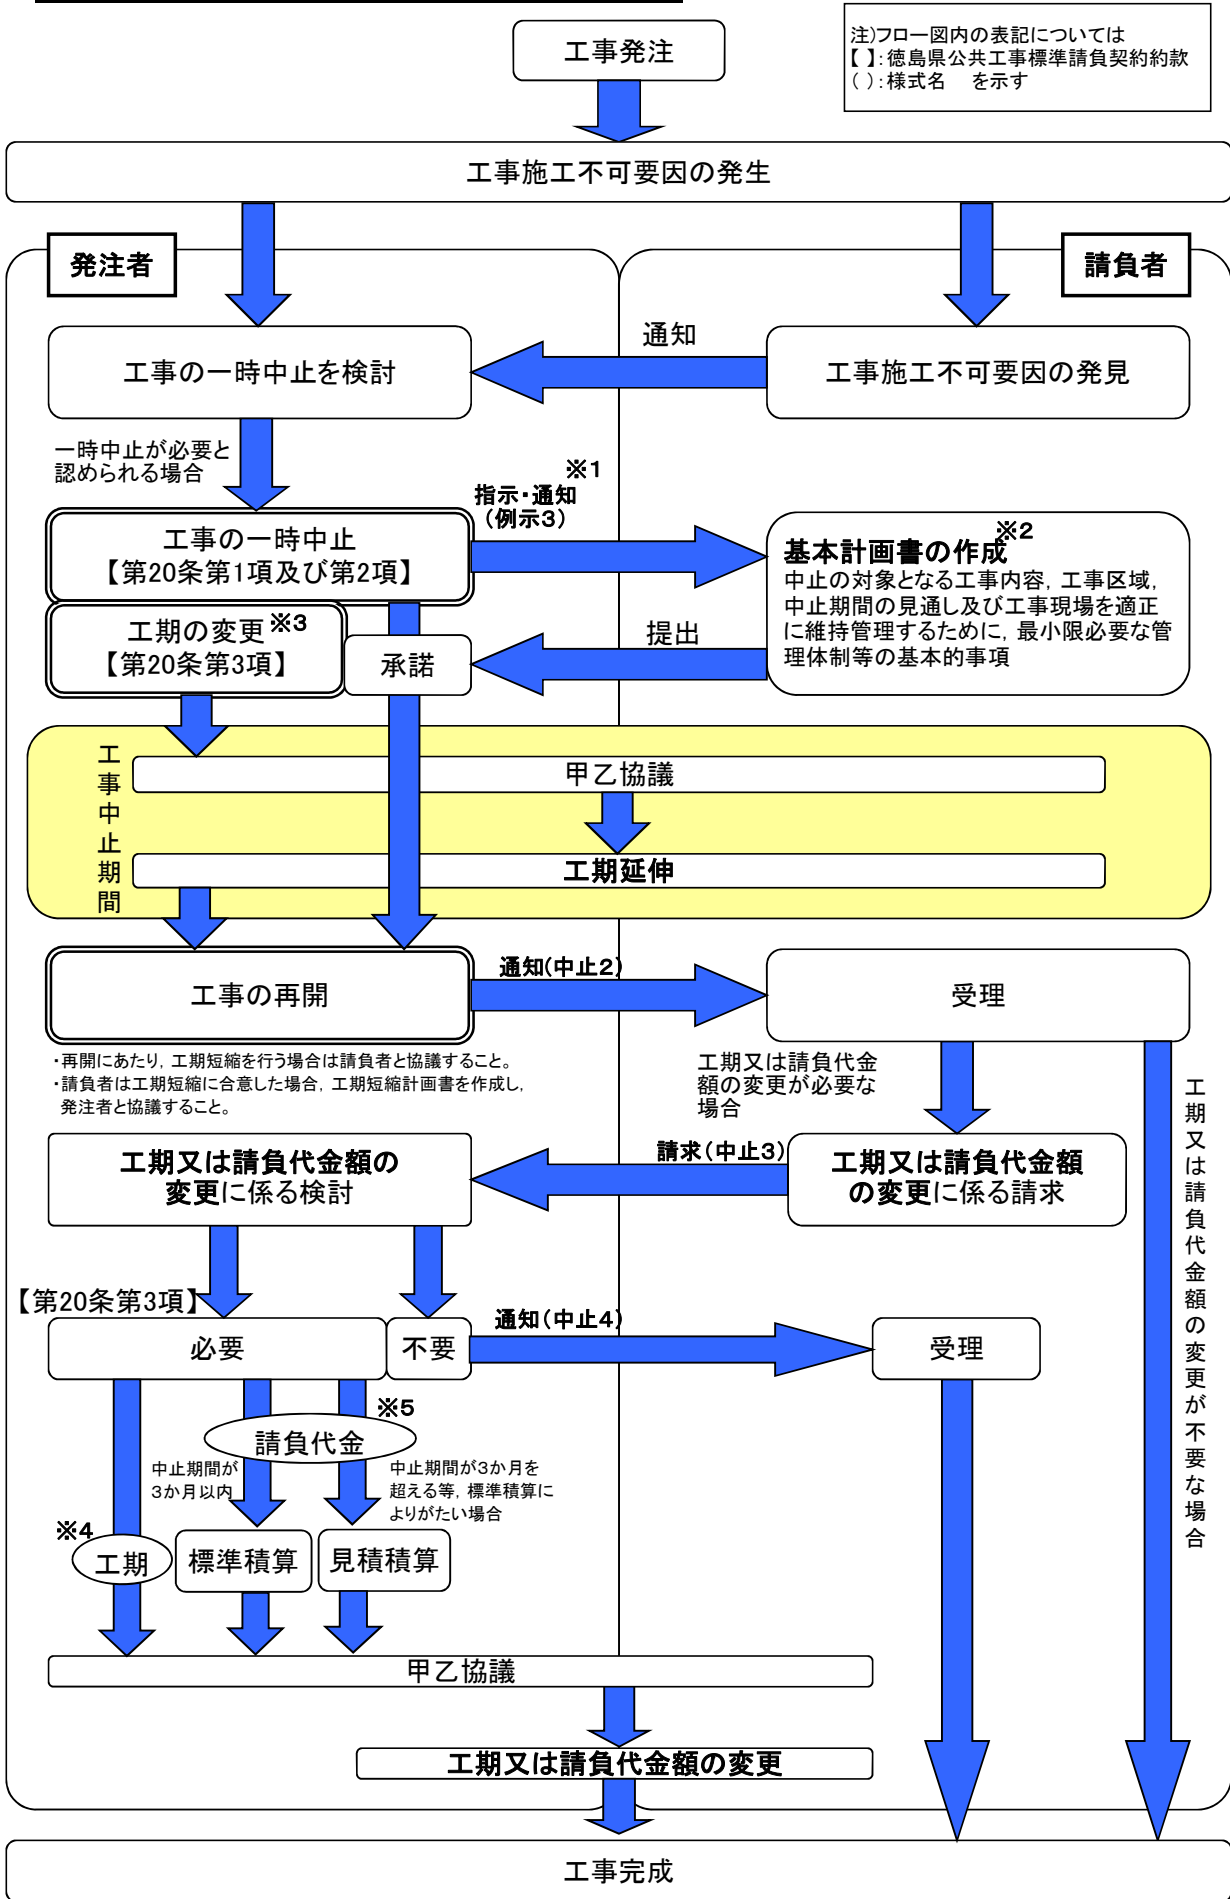 工事発注
注)フロー図内の表記については
【 】:徳島県公共工事標準請負契約約款
( ):様式名　を示す
工事施工不可要因の発生
発注者
請負者
工事の一時中止を検討
通知
工事施工不可要因の発見
一時中止が必要と
認められる場合
※1
指示・通知
(例示3)
工事の一時中止
【第20条第1項及び第2項】
基本計画書の作成※2
中止の対象となる工事内容, 工事区域,
中止期間の見通し及び工事現場を適正
に維持管理するために, 最小限必要な管
理体制等の基本的事項
工期の変更※3
【第20条第3項】
承諾
提出
工事中止期間
甲乙協議
工期延伸
工事の再開
通知(中止2)
受理
・再開にあたり, 工期短縮を行う場合は請負者と協議すること。
・請負者は工期短縮に合意した場合, 工期短縮計画書を作成し,
発注者と協議すること。
工期又は請負代金
額の変更が必要な
場合
工期又は請負代金額の変更が不要な場合
工期又は請負代金額の
変更に係る検討
請求(中止3)
工期又は請負代金額
の変更に係る請求
【第20条第3項】
必要
不要
通知(中止4)
受理
※5
請負代金
中止期間が
3か月以内
中止期間が3か月を
超える等, 標準積算に
よりがたい場合
※4
工期
標準積算
見積積算
甲乙協議
工期又は請負代金額の変更
工事完成